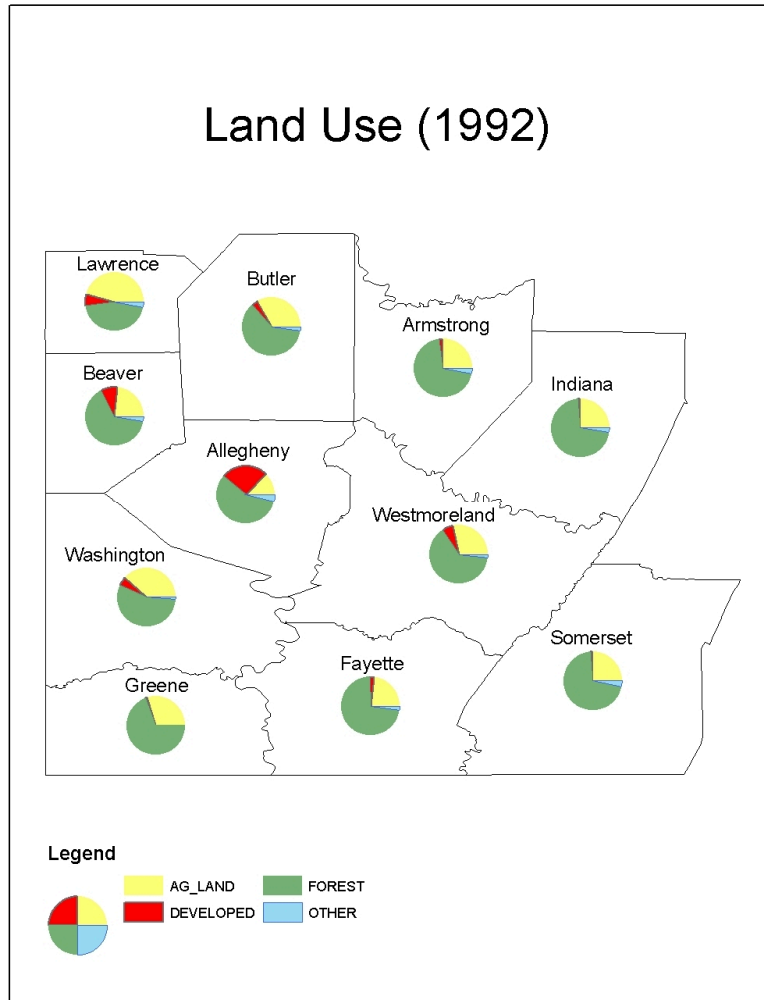 Land Use (1992)
Lawrence
Butler
Armstrong
Beaver
Indiana
Allegheny
Westmoreland
Washington
Somerset
Fayette
Greene
Legend
AG_LAND
FOREST
DEVELOPED
OTHER